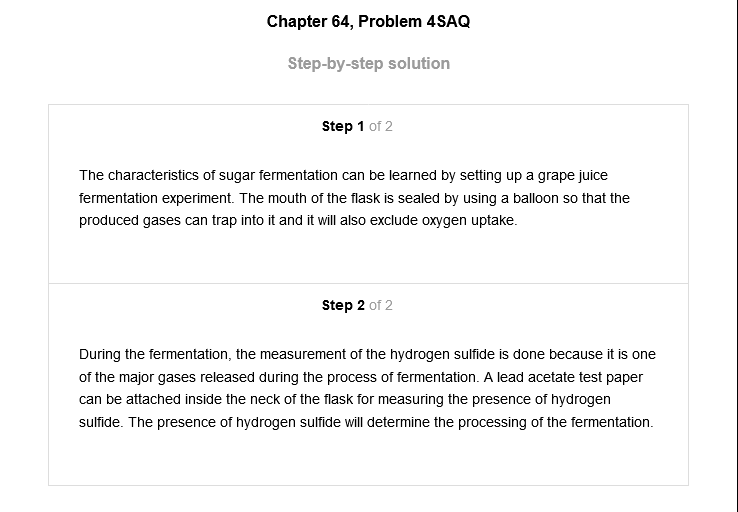 Chapter 64, Problem 4SAQ
Step-by-step solution
Step 1 of 2
The characteristics of sugar fermentation can be learned by setting up a grape juice
fermentation experiment. The mouth of the flask is sealed by using a balloon so that the
produced gases can trap into it and it will also exclude oxygen uptake.
Step 2 of 2
During the fermentation, the measurement of the hydrogen sulfide is done because it is one
of the major gases released during the process of fermentation. A lead acetate test paper
can be attached inside the neck of the flask for measuring the presence of hydrogen
sulfide. The presence of hydrogen sulfide will determine the processing of the fermentation.